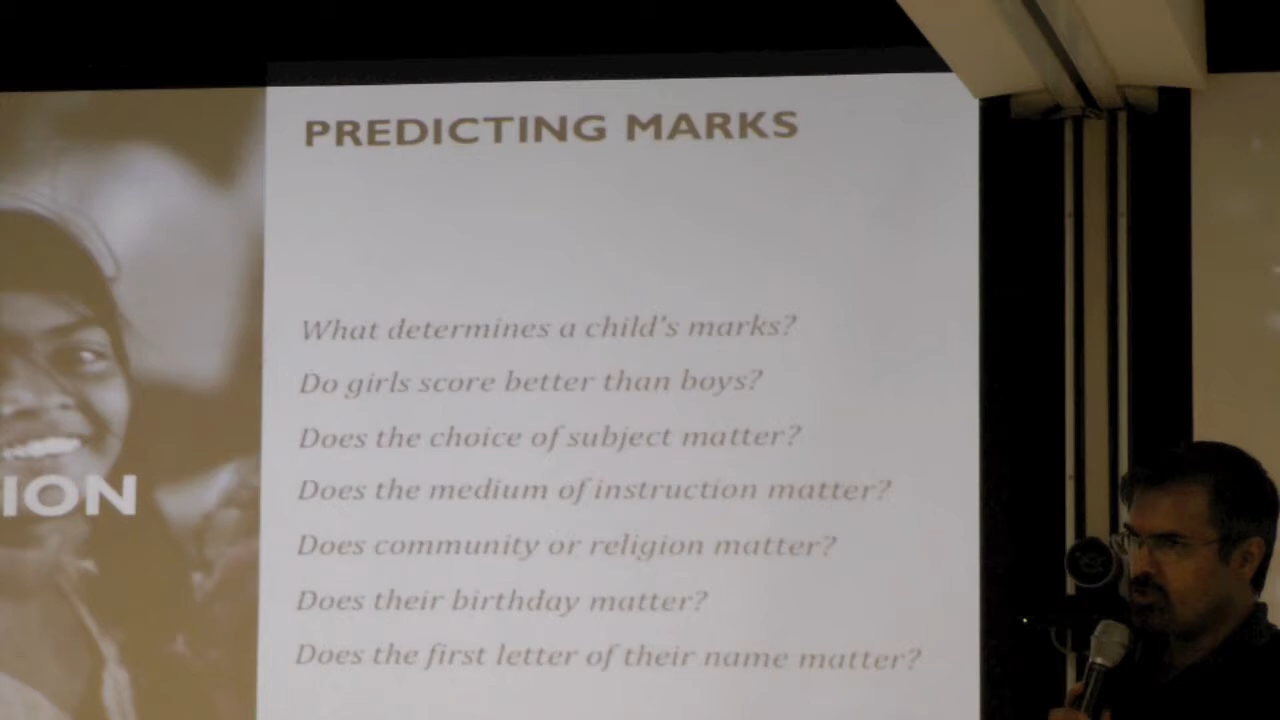 PREDICTING MARKS
What determines a child's marks?
Do girls score better than boys?
Does the choice of subject matter?
Does the medium of instruction matter?
Does community or religion matter?
Does their birthday matter?
Does the first letter of their name matter?
ION